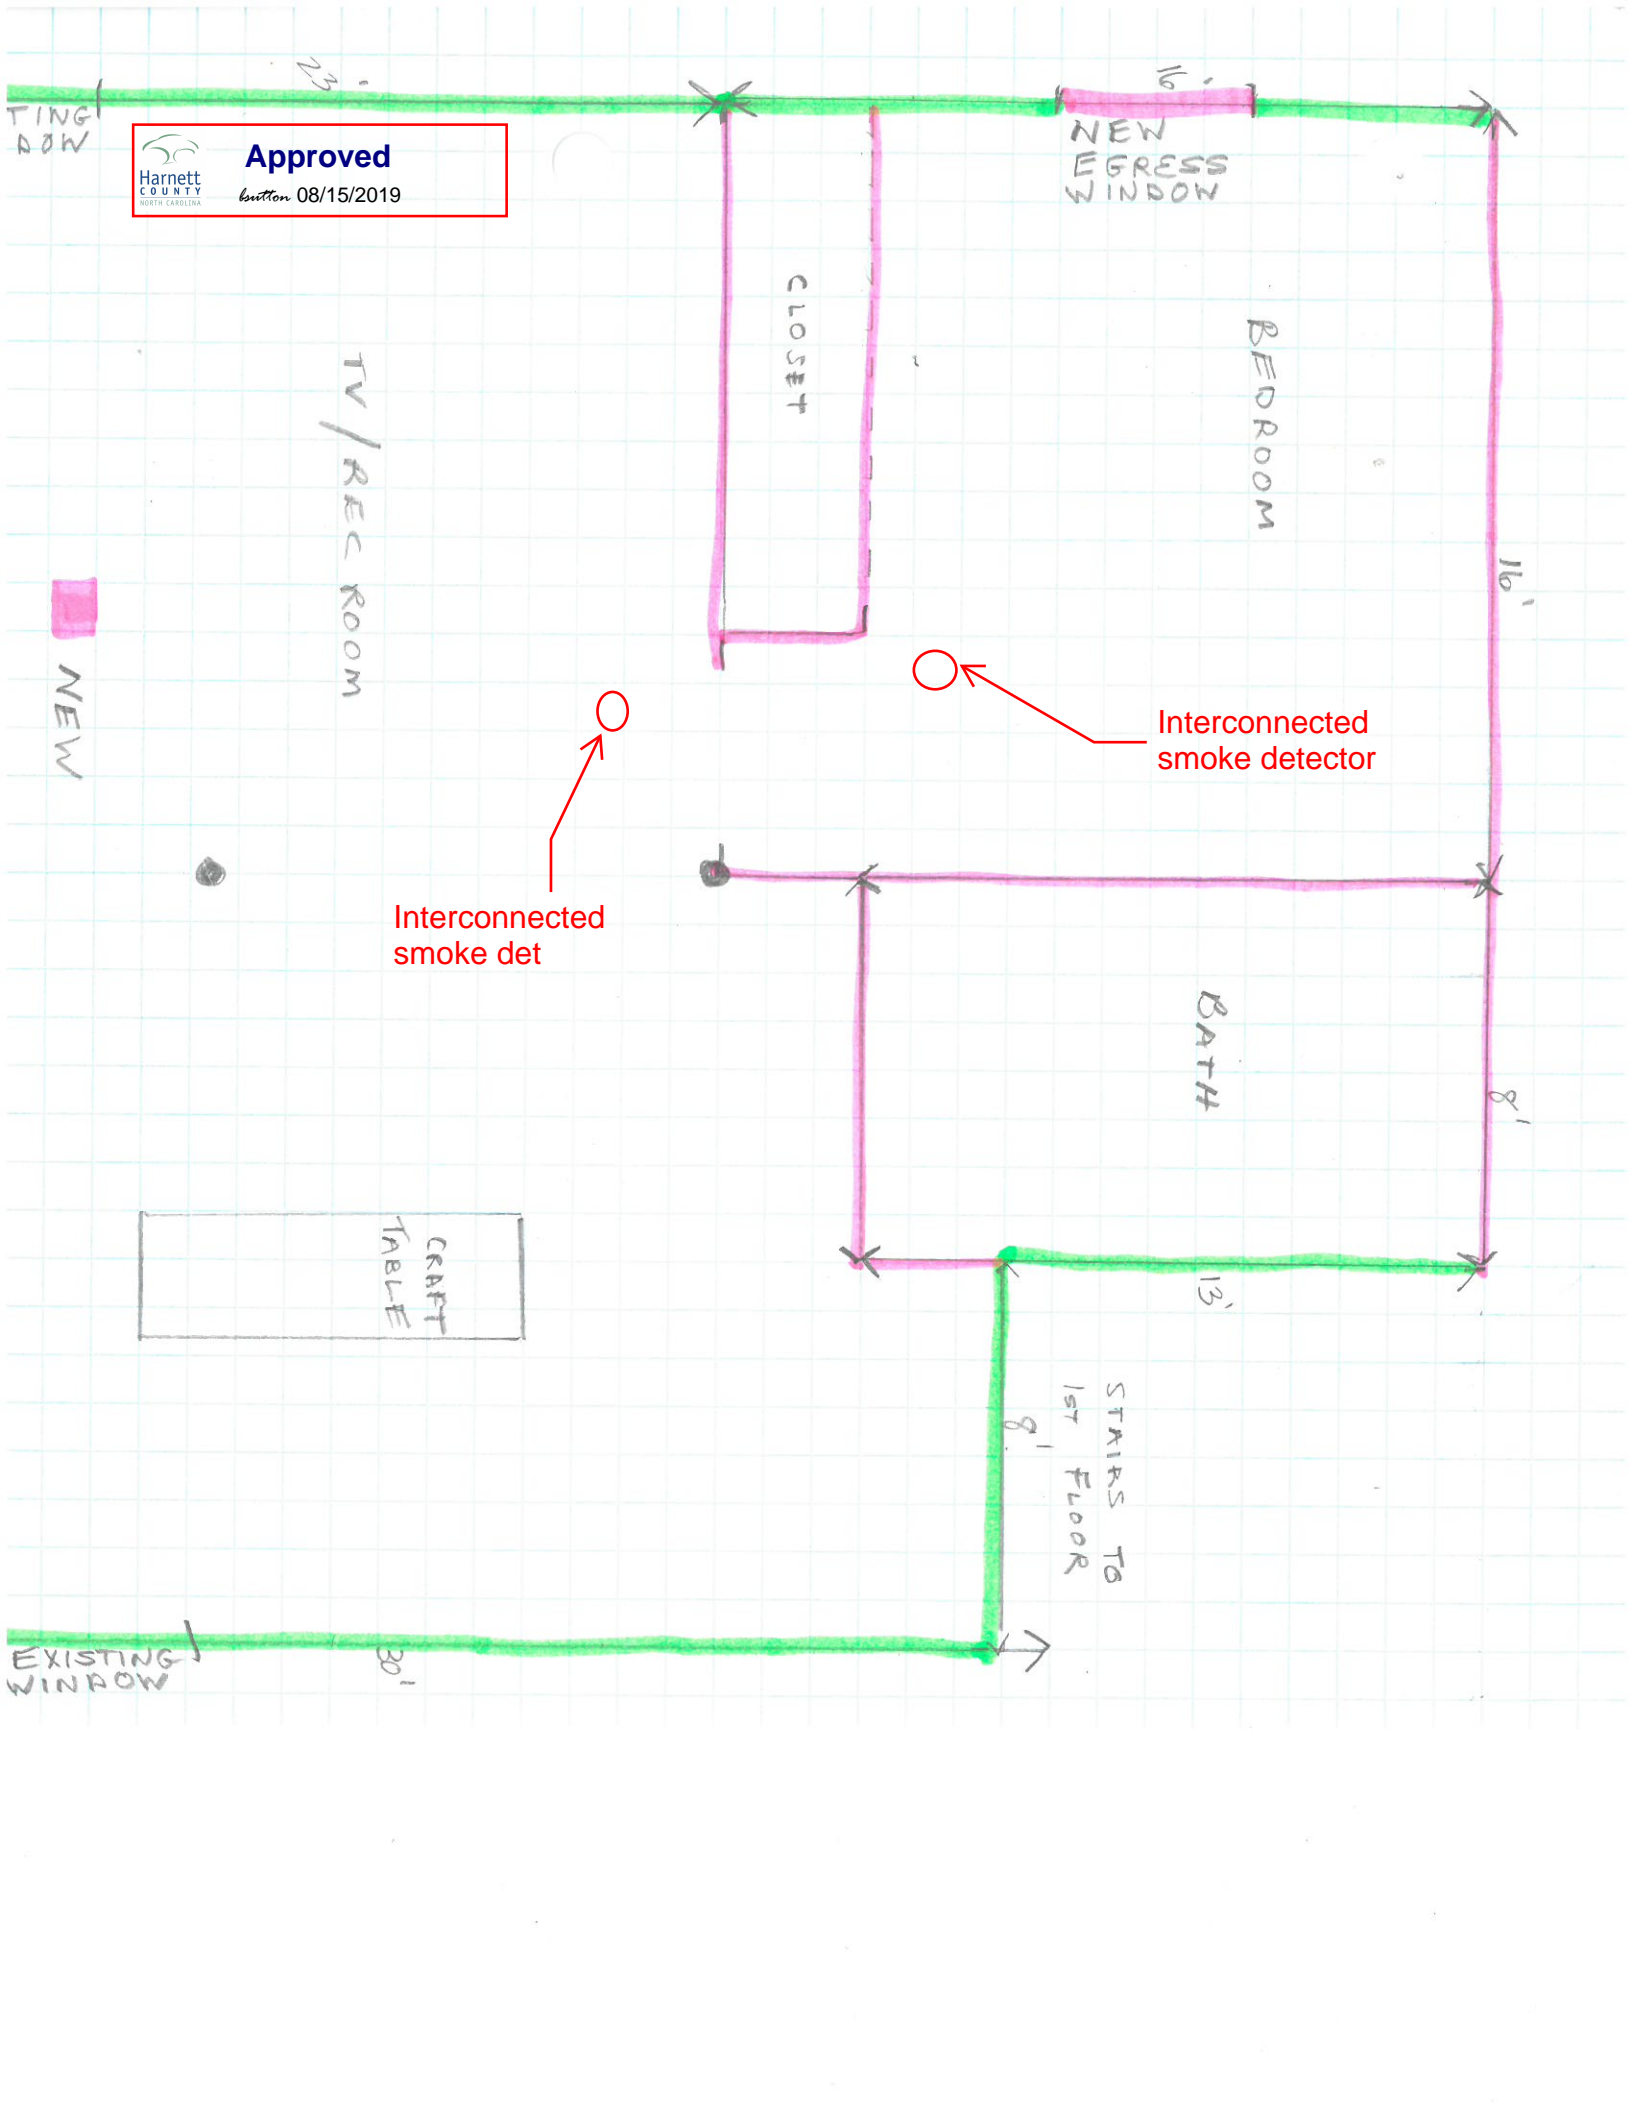 23'
16'
TING
DOW
Harnett
COUNTY
NORTH CAROLINA
Approved
bsutton 08/15/2019
NEW
EGRESS
WINDOW
CLOSET
BEDROOM
TV/REC ROOM
16'
NEW
Interconnected
smoke detector
Interconnected
smoke det
BATH
8'
CRAFT
TABLE
13'
STAIRS TO
1ST FLOOR
8'
EXISTING
WINDOW
30'